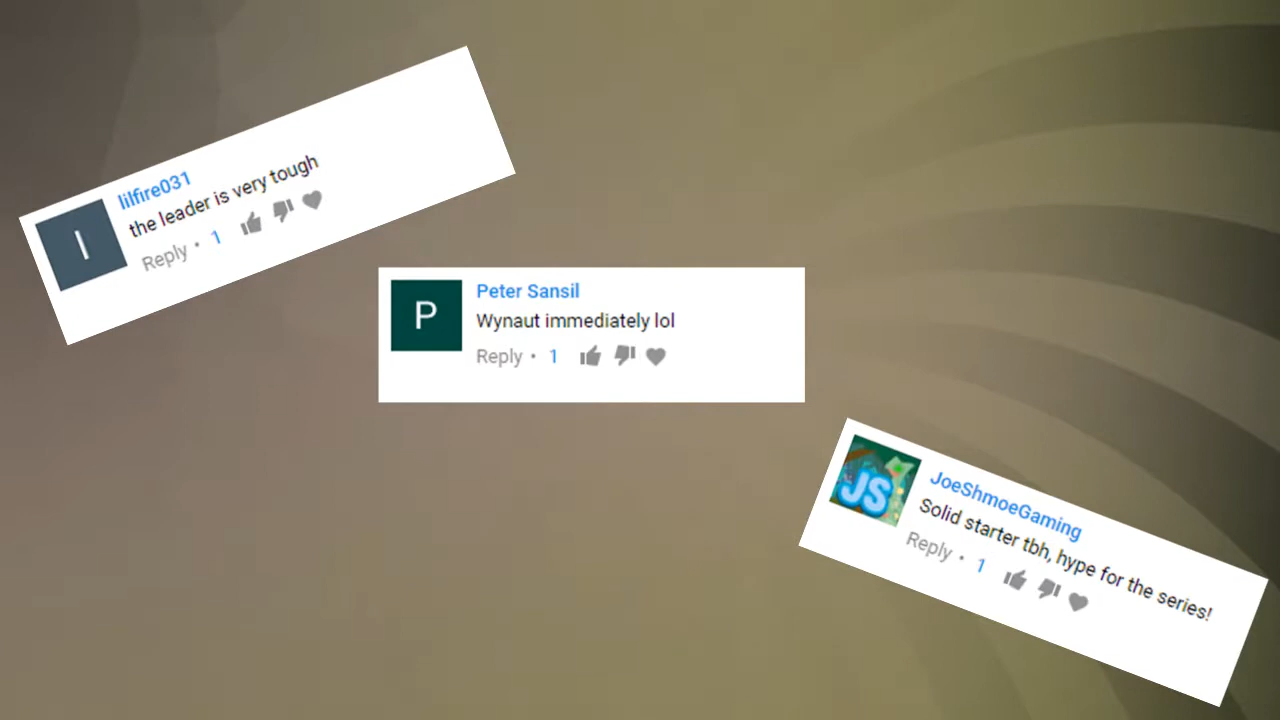 I
lilfire031
the leader is very tough
Reply • 1
P
Peter Sansil
Wynaut immediately lol
Reply • 1
JS
JoeShmoeGaming
Solid starter tbh, hype for the series!
Reply • 1